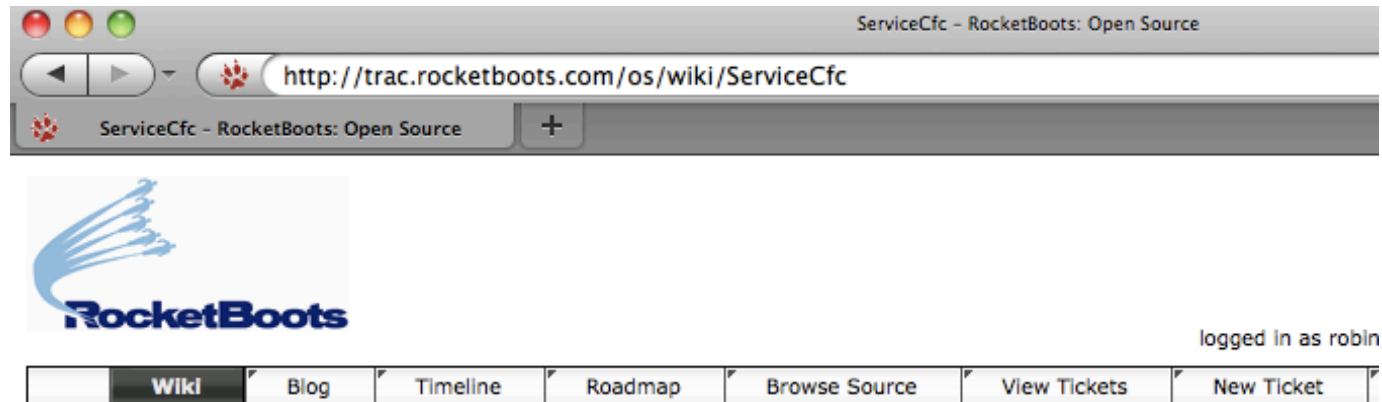 ServiceCfc – RocketBoots: Open Source
http://trac.rocketboots.com/os/wiki/ServiceCfc
ServiceCfc – RocketBoots: Open Source
RocketBoots
logged in as robin
Wiki Blog Timeline Roadmap Browse Source View Tickets New Ticket